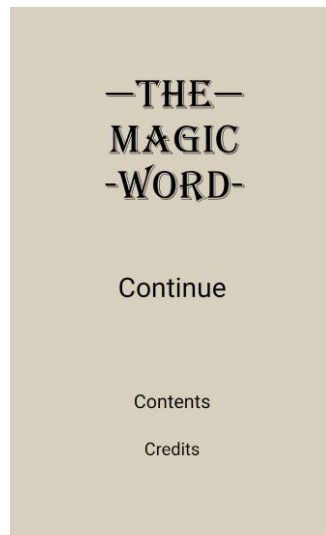 —THE—
MAGIC
-WORD-
Continue
Contents
Credits